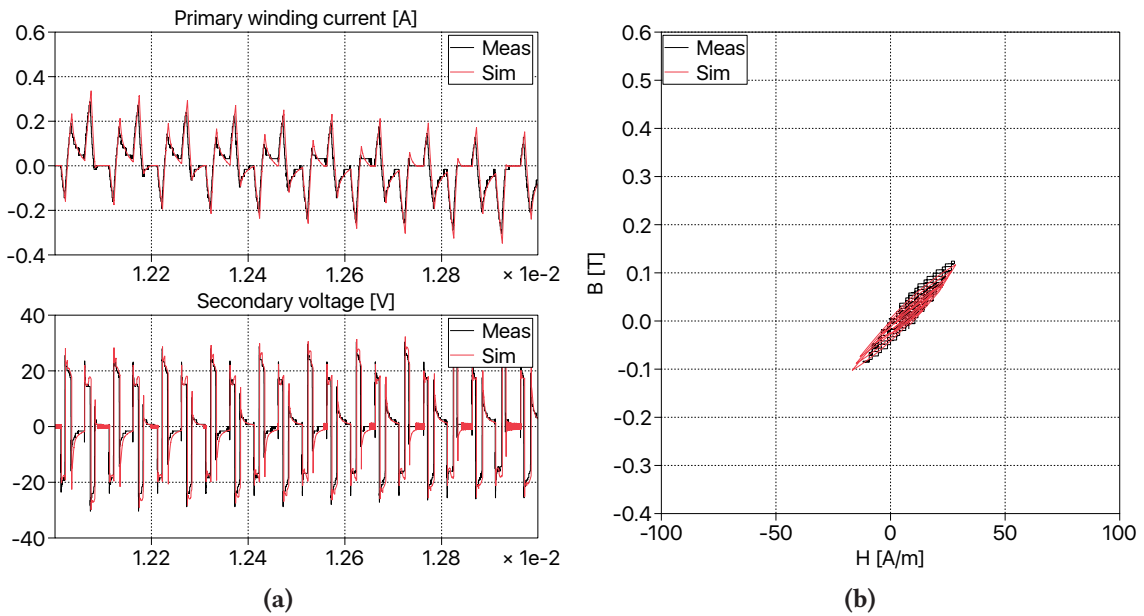 Primary winding current [A]
0.6
0.4
0.2
0.0
-0.2
-0.4
Meas
Sim
1.22
1.24
1.26
1.28
× 1e-2
Secondary voltage [V]
40
20
0
-20
-40
Meas
Sim
1.22
1.24
1.26
1.28
× 1e-2
(a)
0.6
0.5
0.4
0.3
0.2
0.1
0.0
-0.1
-0.2
-0.3
-0.4
B [T]
Meas
Sim
-100
-50
0
50
100
H [A/m]
(b)